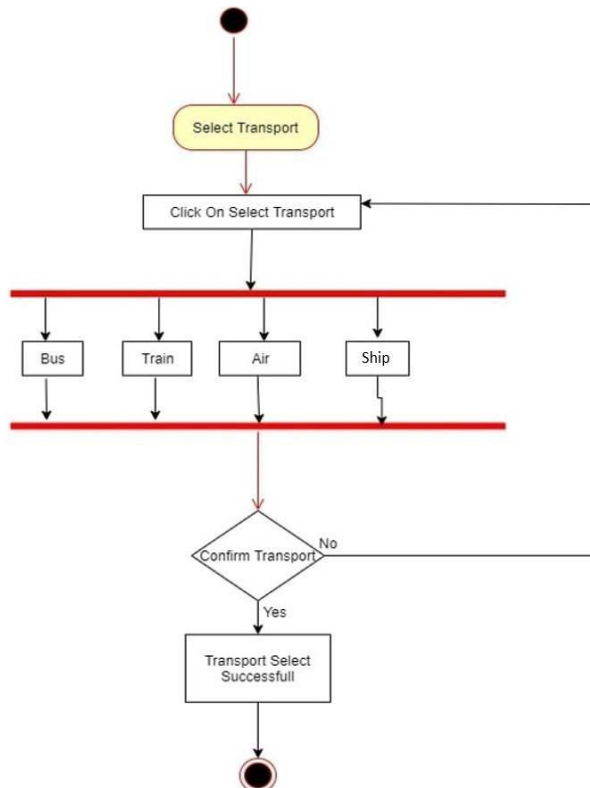 Select Transport
Click On Select Transport
Bus
Train
Air
Ship
Confirm Transport
No
Yes
Transport Select
Successfull